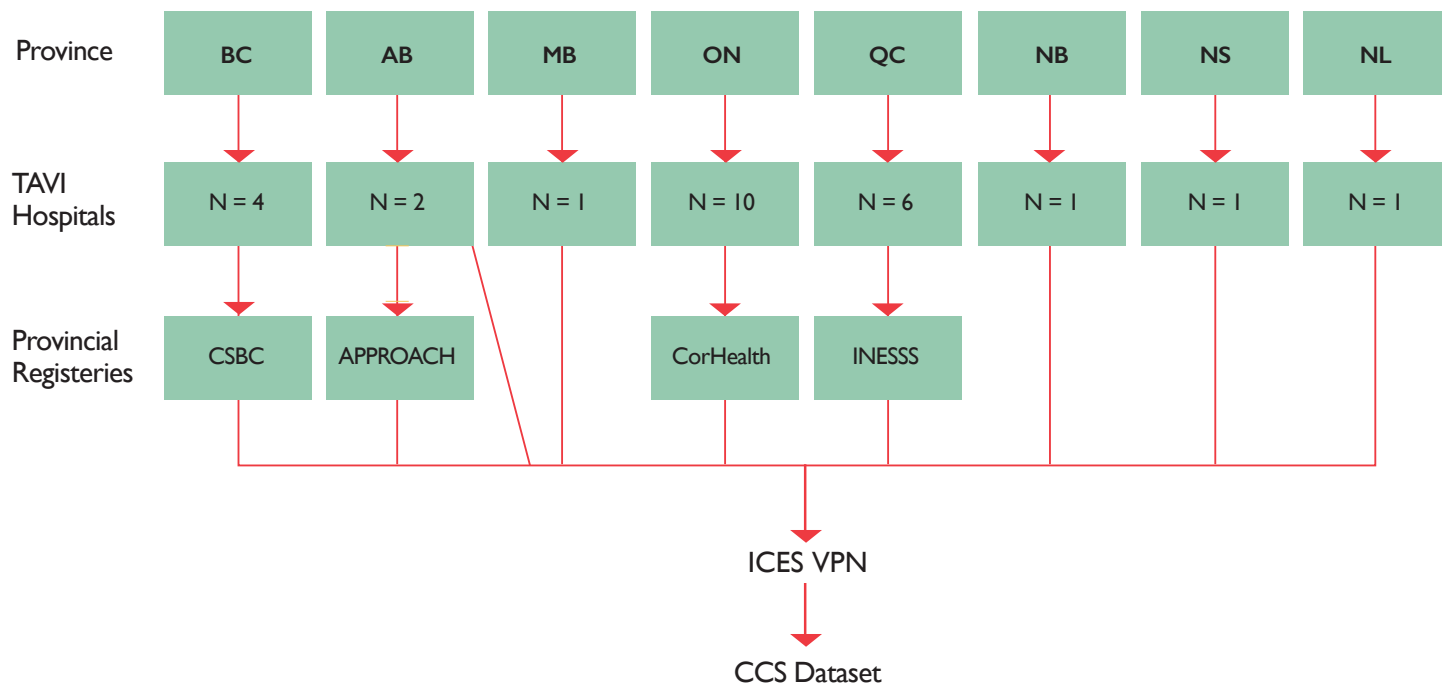 Province
BC AB MB ON QC NB NS NL
TAVI
Hospitals
N = 4 N = 2 N = 1 N = 10 N = 6 N = 1 N = 1 N = 1
Provincial
Registeries
CSBC APPROACH CorHealth INESSS
ICES VPN
CCS Dataset